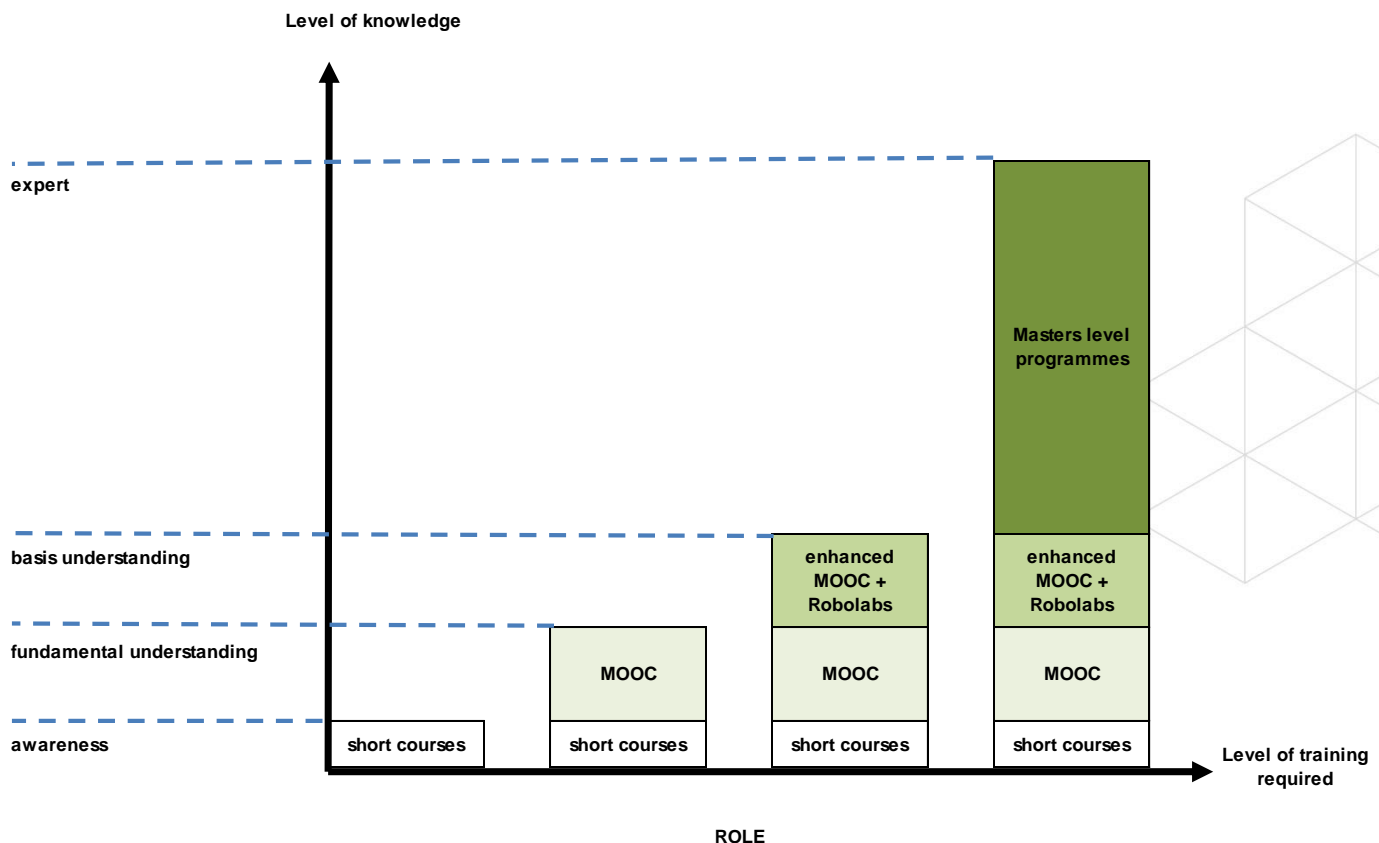 Level of knowledge
expert
Masters level
programmes
basis understanding
enhanced
MOOC +
Robolabs
enhanced
MOOC +
Robolabs
fundamental understanding
MOOC
MOOC
MOOC
awareness
short courses
short courses
short courses
short courses
Level of training
required
ROLE